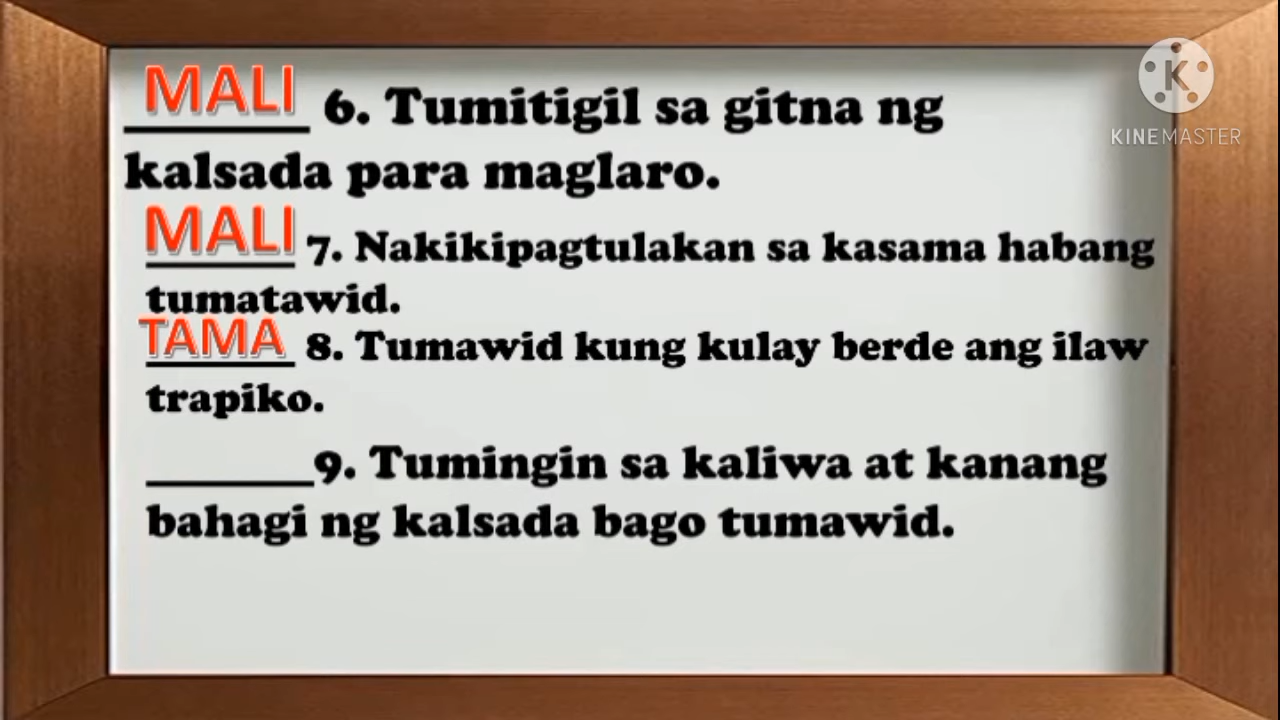 MALI 6. Tumitigil sa gitna ng
kalsada para maglaro.
MALI 7. Nakikipagtulakan sa kasama habang
tumatawid.
TAMA 8. Tumawid kung kulay berde ang ilaw
trapiko.
______9. Tumingin sa kaliwa at kanang
bahagi ng kalsada bago tumawid.
K
KINEMASTER